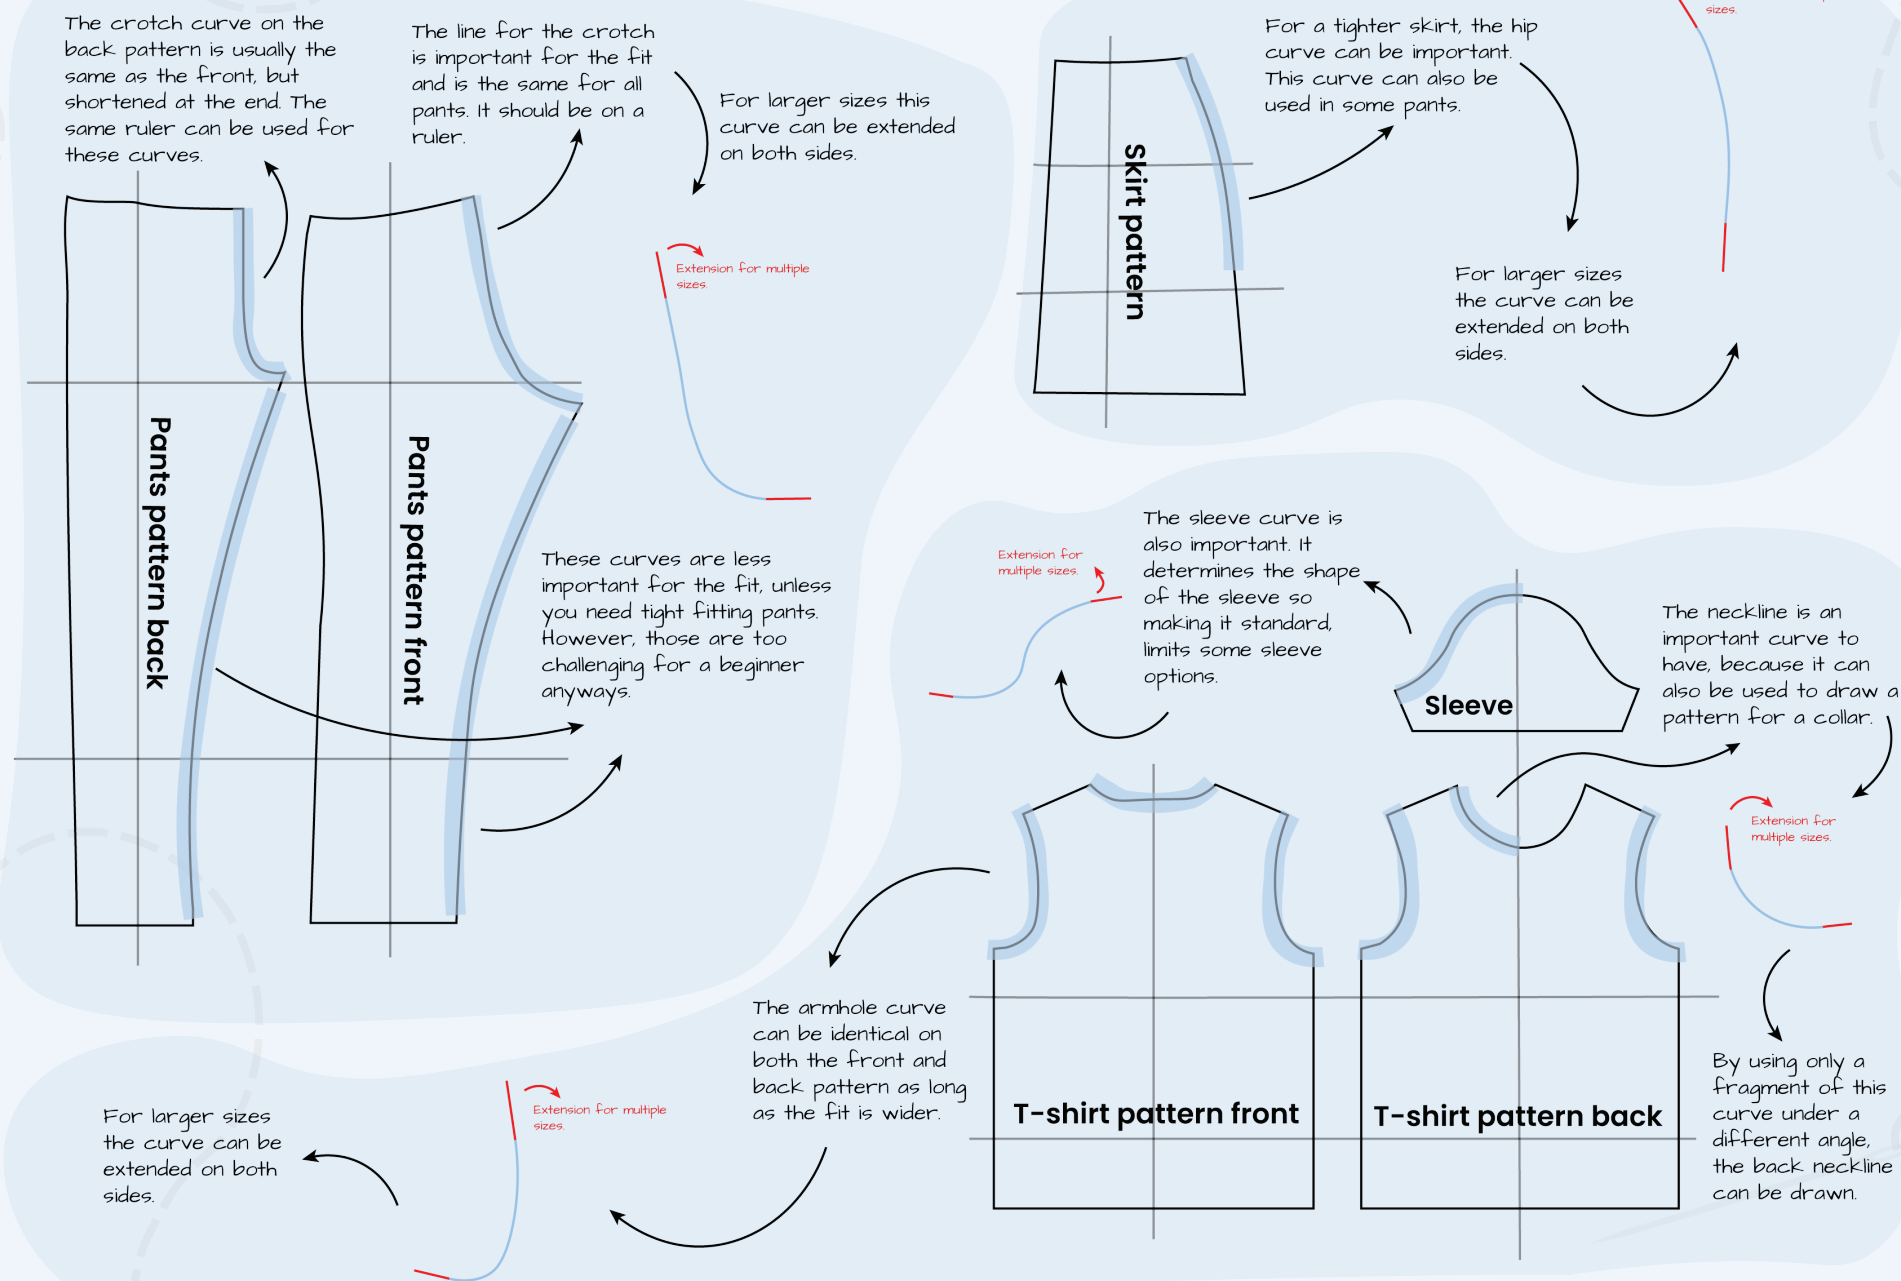 The crotch curve on the
back pattern is usually the
same as the front, but
shortened at the end. The
same ruler can be used for
these curves.
The line for the crotch
is important for the fit
and is the same for all
pants. It should be on a
ruler.
For larger sizes this
curve can be extended
on both sides.
Extension for multiple
sizes.
Pants pattern back
Pants pattern front
These curves are less
important for the fit, unless
you need tight fitting pants.
However, those are too
challenging for a beginner
anyways.
For a tighter skirt, the hip
curve can be important.
This curve can also be
used in some pants.
sizes.
Skirt pattern
For larger sizes
the curve can be
extended on both
sides.
The sleeve curve is
also important. It
determines the shape
of the sleeve so
making it standard,
limits some sleeve
options.
Extension for
multiple sizes.
Sleeve
The neckline is an
important curve to
have, because it can
also be used to draw a
pattern for a collar.
Extension for
multiple sizes.
By using only a
fragment of this
curve under a
different angle,
the back neckline
can be drawn.
The armhole curve
can be identical on
both the front and
back pattern as long
as the fit is wider.
T-shirt pattern front
T-shirt pattern back
For larger sizes
the curve can be
extended on both
sides.
Extension for multiple
sizes.